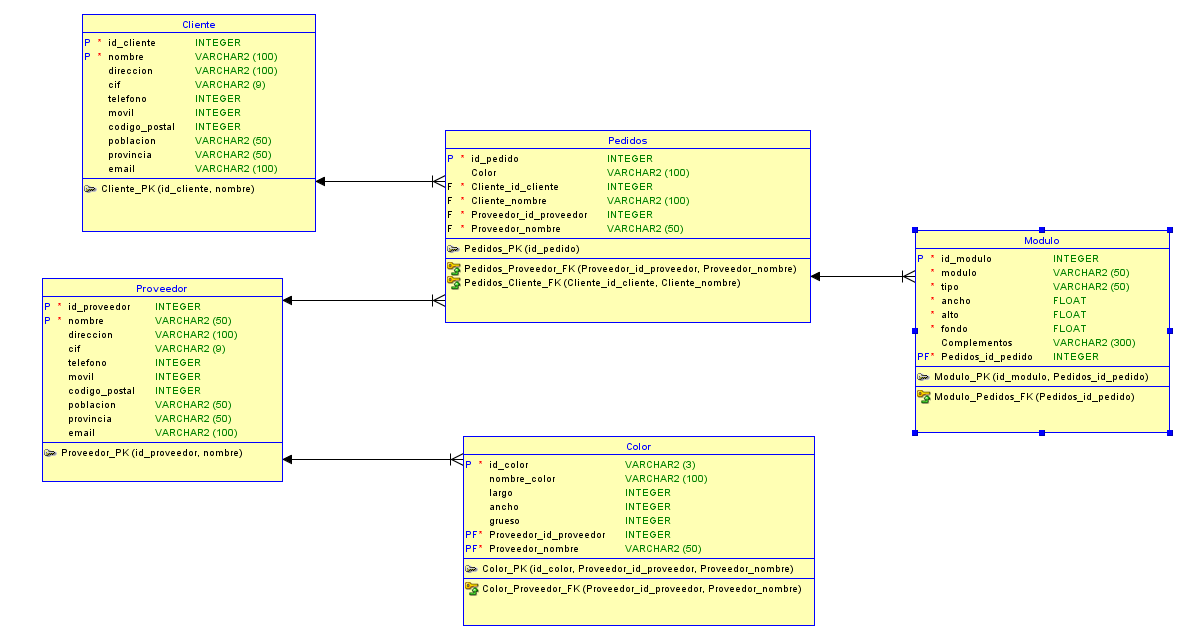 Cliente
P * id_cliente INTEGER
P * nombre VARCHAR2 (100)
direccion VARCHAR2 (100)
cif VARCHAR2 (9)
telefono INTEGER
movil INTEGER
codigo_postal INTEGER
poblacion VARCHAR2 (50)
provincia VARCHAR2 (50)
email VARCHAR2 (100)
Cliente_PK (id_cliente, nombre)
Pedidos
P * id_pedido INTEGER
Color VARCHAR2 (100)
F * Cliente_id_cliente INTEGER
F * Cliente_nombre VARCHAR2 (100)
F * Proveedor_id_proveedor INTEGER
F * Proveedor_nombre VARCHAR2 (50)
Pedidos_PK (id_pedido)
Pedidos_Proveedor_FK (Proveedor_id_proveedor, Proveedor_nombre)
Pedidos_Cliente_FK (Cliente_id_cliente, Cliente_nombre)
Modulo
P * id_modulo INTEGER
* modulo VARCHAR2 (50)
* tipo VARCHAR2 (50)
* ancho FLOAT
* alto FLOAT
* fondo FLOAT
Complementos VARCHAR2 (300)
PF* Pedidos_id_pedido INTEGER
Modulo_PK (id_modulo, Pedidos_id_pedido)
Modulo_Pedidos_FK (Pedidos_id_pedido)
Proveedor
P * id_proveedor INTEGER
P * nombre VARCHAR2 (50)
direccion VARCHAR2 (100)
cif VARCHAR2 (9)
telefono INTEGER
movil INTEGER
codigo_postal INTEGER
poblacion VARCHAR2 (50)
provincia VARCHAR2 (50)
email VARCHAR2 (100)
Proveedor_PK (id_proveedor, nombre)
Color
P * id_color VARCHAR2 (3)
nombre_color VARCHAR2 (100)
largo INTEGER
ancho INTEGER
grueso INTEGER
PF* Proveedor_id_proveedor INTEGER
PF* Proveedor_nombre VARCHAR2 (50)
Color_PK (id_color, Proveedor_id_proveedor, Proveedor_nombre)
Color_Proveedor_FK (Proveedor_id_proveedor, Proveedor_nombre)